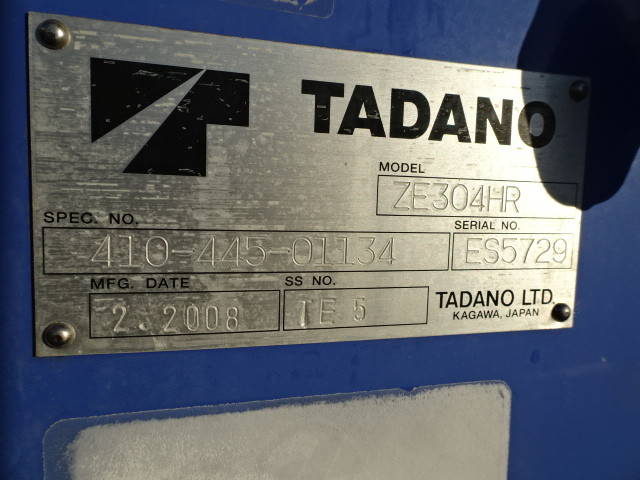 TADANO
MODEL
ZE304HR
SPEC. NO.
410-445-01134
SERIAL NO.
ES5729
MFG. DATE
2.2008
SS NO.
TE 5
TADANO LTD.
KAGAWA, JAPAN